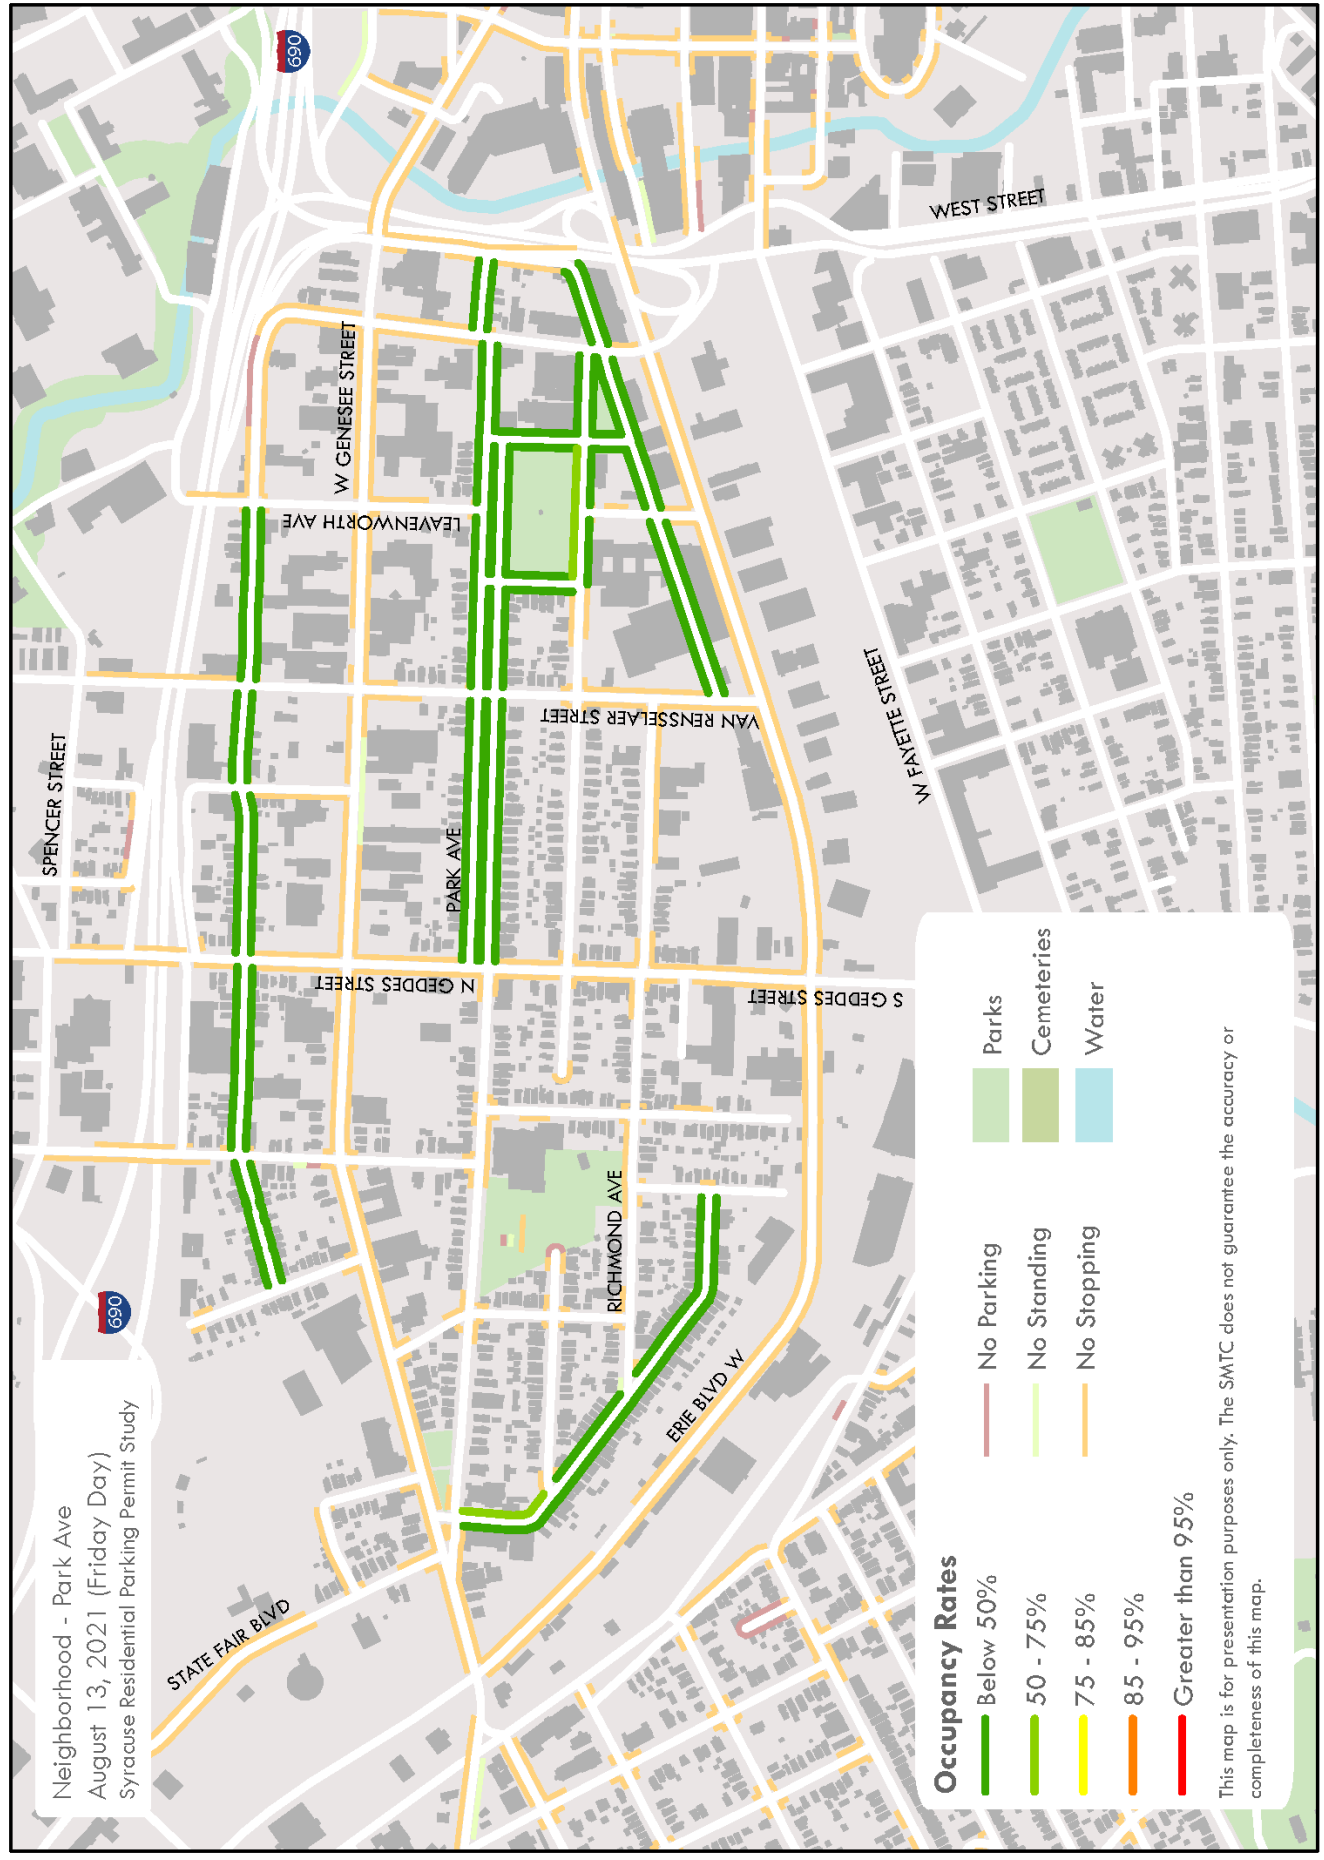 Neighborhood - Park Ave
August 13, 2021 (Friday Day)
Syracuse Residential Parking Permit Study
690
690
SPENCER STREET
STATE FAIR BLVD
W GENESEE STREET
LEAVENWORTH AVE
N GEDDES STREET
PARK AVE
VAN RENSSELAER STREET
RICHMOND AVE
ERIE BLVD W
S GEDDES STREET
W FAYETTE STREET
WEST STREET
Occupancy Rates
Below 50%
50 - 75%
75 - 85%
85 - 95%
Greater than 95%
No Parking
No Standing
No Stopping
Parks
Cemeteries
Water
This map is for presentation purposes only. The SMTC does not guarantee the accuracy or
completeness of this map.